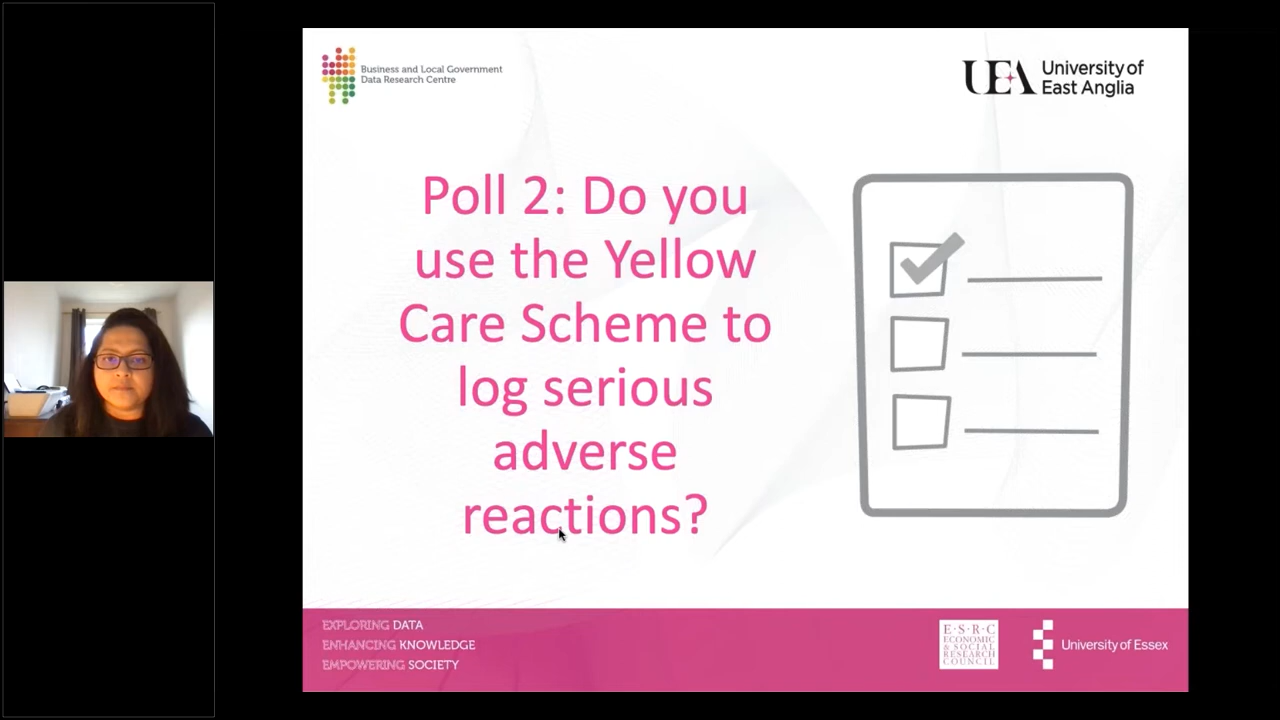 Business and Local Government
Data Research Centre
UEA University of
East Anglia
Poll 2: Do you
use the Yellow
Care Scheme to
log serious
adverse
reactions?
EXPLORING DATA
ENHANCING KNOWLEDGE
EMPOWERING SOCIETY
E·S·R·C
ECONOMIC
& SOCIAL
RESEARCH
COUNCIL
University of Essex